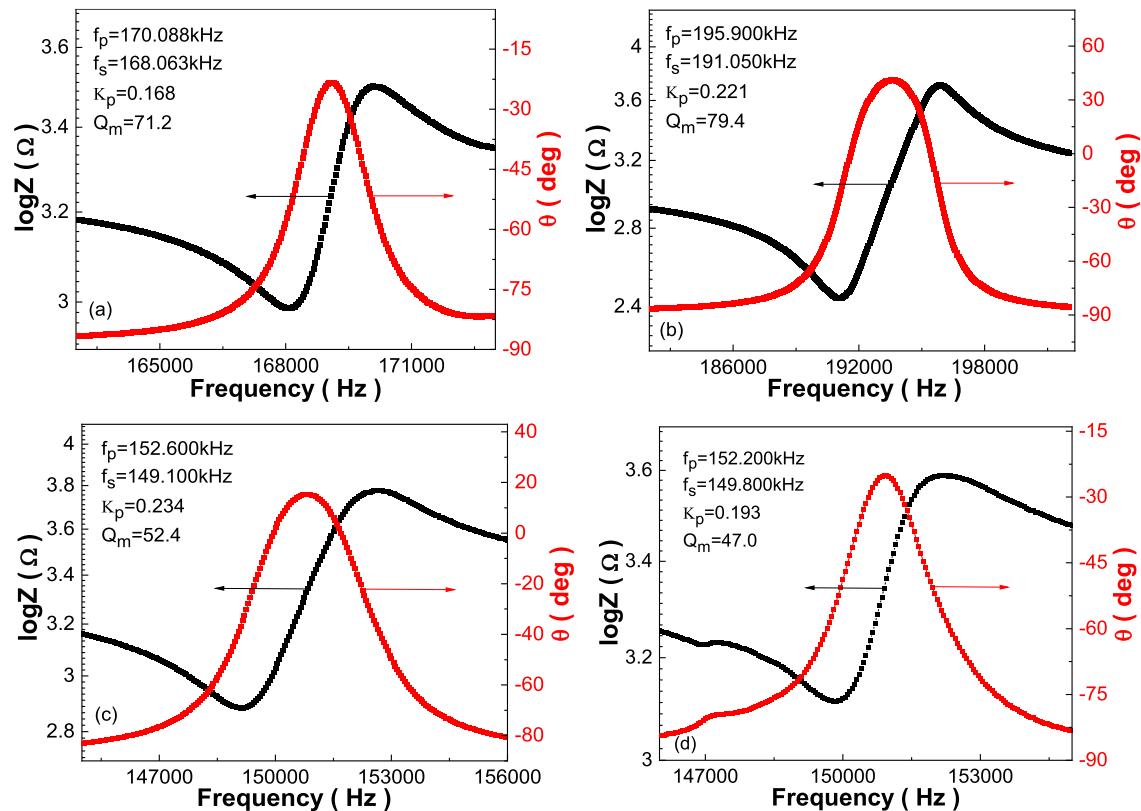 fp=170.088kHz
fs=168.063kHz
Kp=0.168
Qm=71.2
3.6
3.4
3.2
3
logZ ( Ω )
-15
-30
-45
-60
-75
-90
θ ( deg )
(a)
165000 168000 171000
Frequency ( Hz )
fp=195.900kHz
fs=191.050kHz
Kp=0.221
Qm=79.4
4
3.6
3.2
2.8
2.4
logZ ( Ω )
60
30
0
-30
-60
-90
θ ( deg )
(b)
186000 192000 198000
Frequency ( Hz )
fp=152.600kHz
fs=149.100kHz
Kp=0.234
Qm=52.4
4
3.8
3.6
3.4
3.2
3
2.8
logZ ( Ω )
40
20
0
-20
-40
-60
-80
θ ( deg )
(c)
147000 150000 153000 156000
Frequency ( Hz )
fp=152.200kHz
fs=149.800kHz
Kp=0.193
Qm=47.0
3.6
3.4
3.2
3
logZ ( Ω )
-15
-30
-45
-60
-75
-90
θ ( deg )
(d)
147000 150000 153000
Frequency ( Hz )